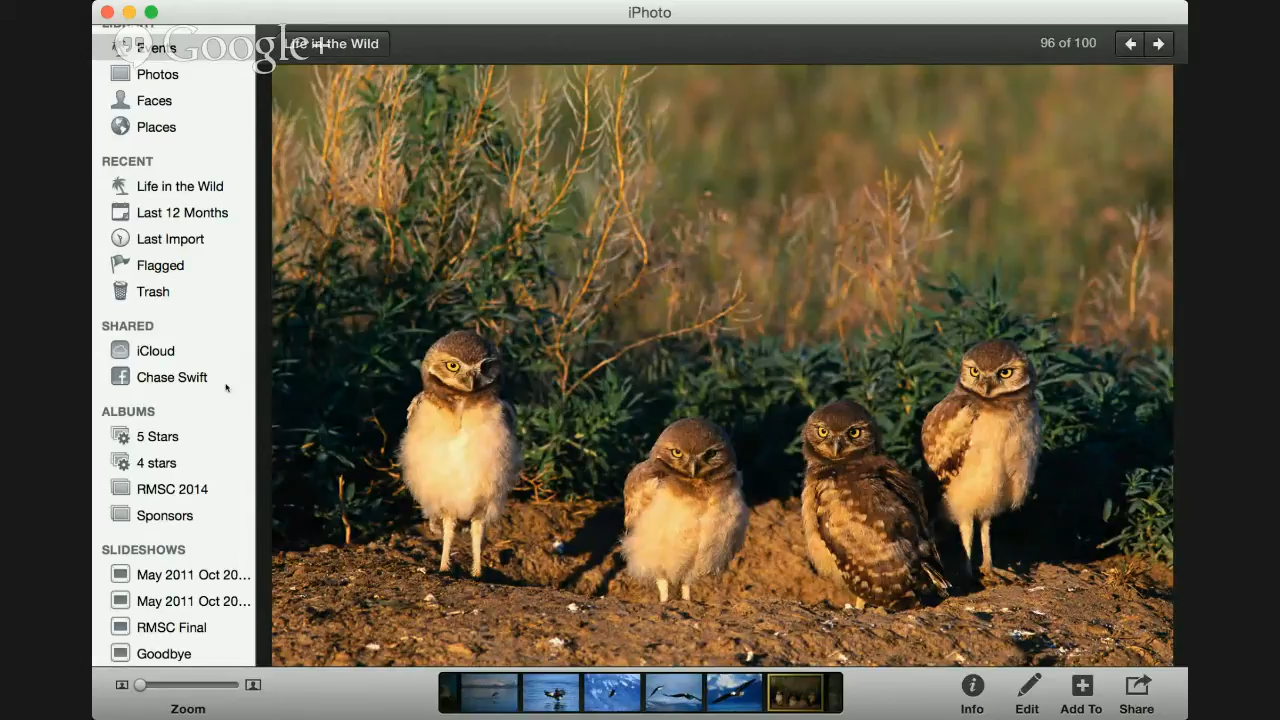 iPhoto
LIBRARY
Events
Google+
Life in the Wild
96 of 100
Photos
Faces
Places
RECENT
Life in the Wild
Last 12 Months
Last Import
Flagged
Trash
SHARED
iCloud
Chase Swift
ALBUMS
5 Stars
4 stars
RMSC 2014
Sponsors
SLIDESHOWS
May 2011 Oct 20...
May 2011 Oct 20...
RMSC Final
Goodbye
Zoom
Info
Edit
Add To
Share